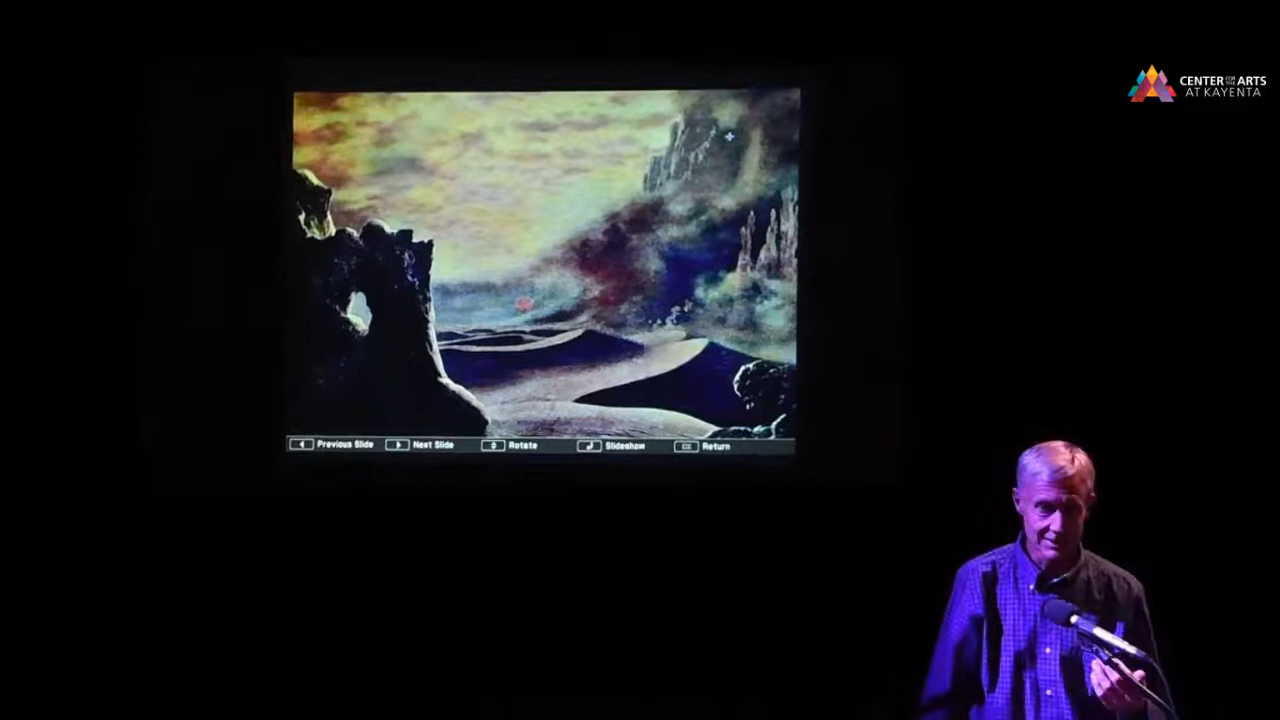 CENTER FOR THE ARTS
AT KAYENTA
Previous Slide Next Slide Rotate Slideshow Return